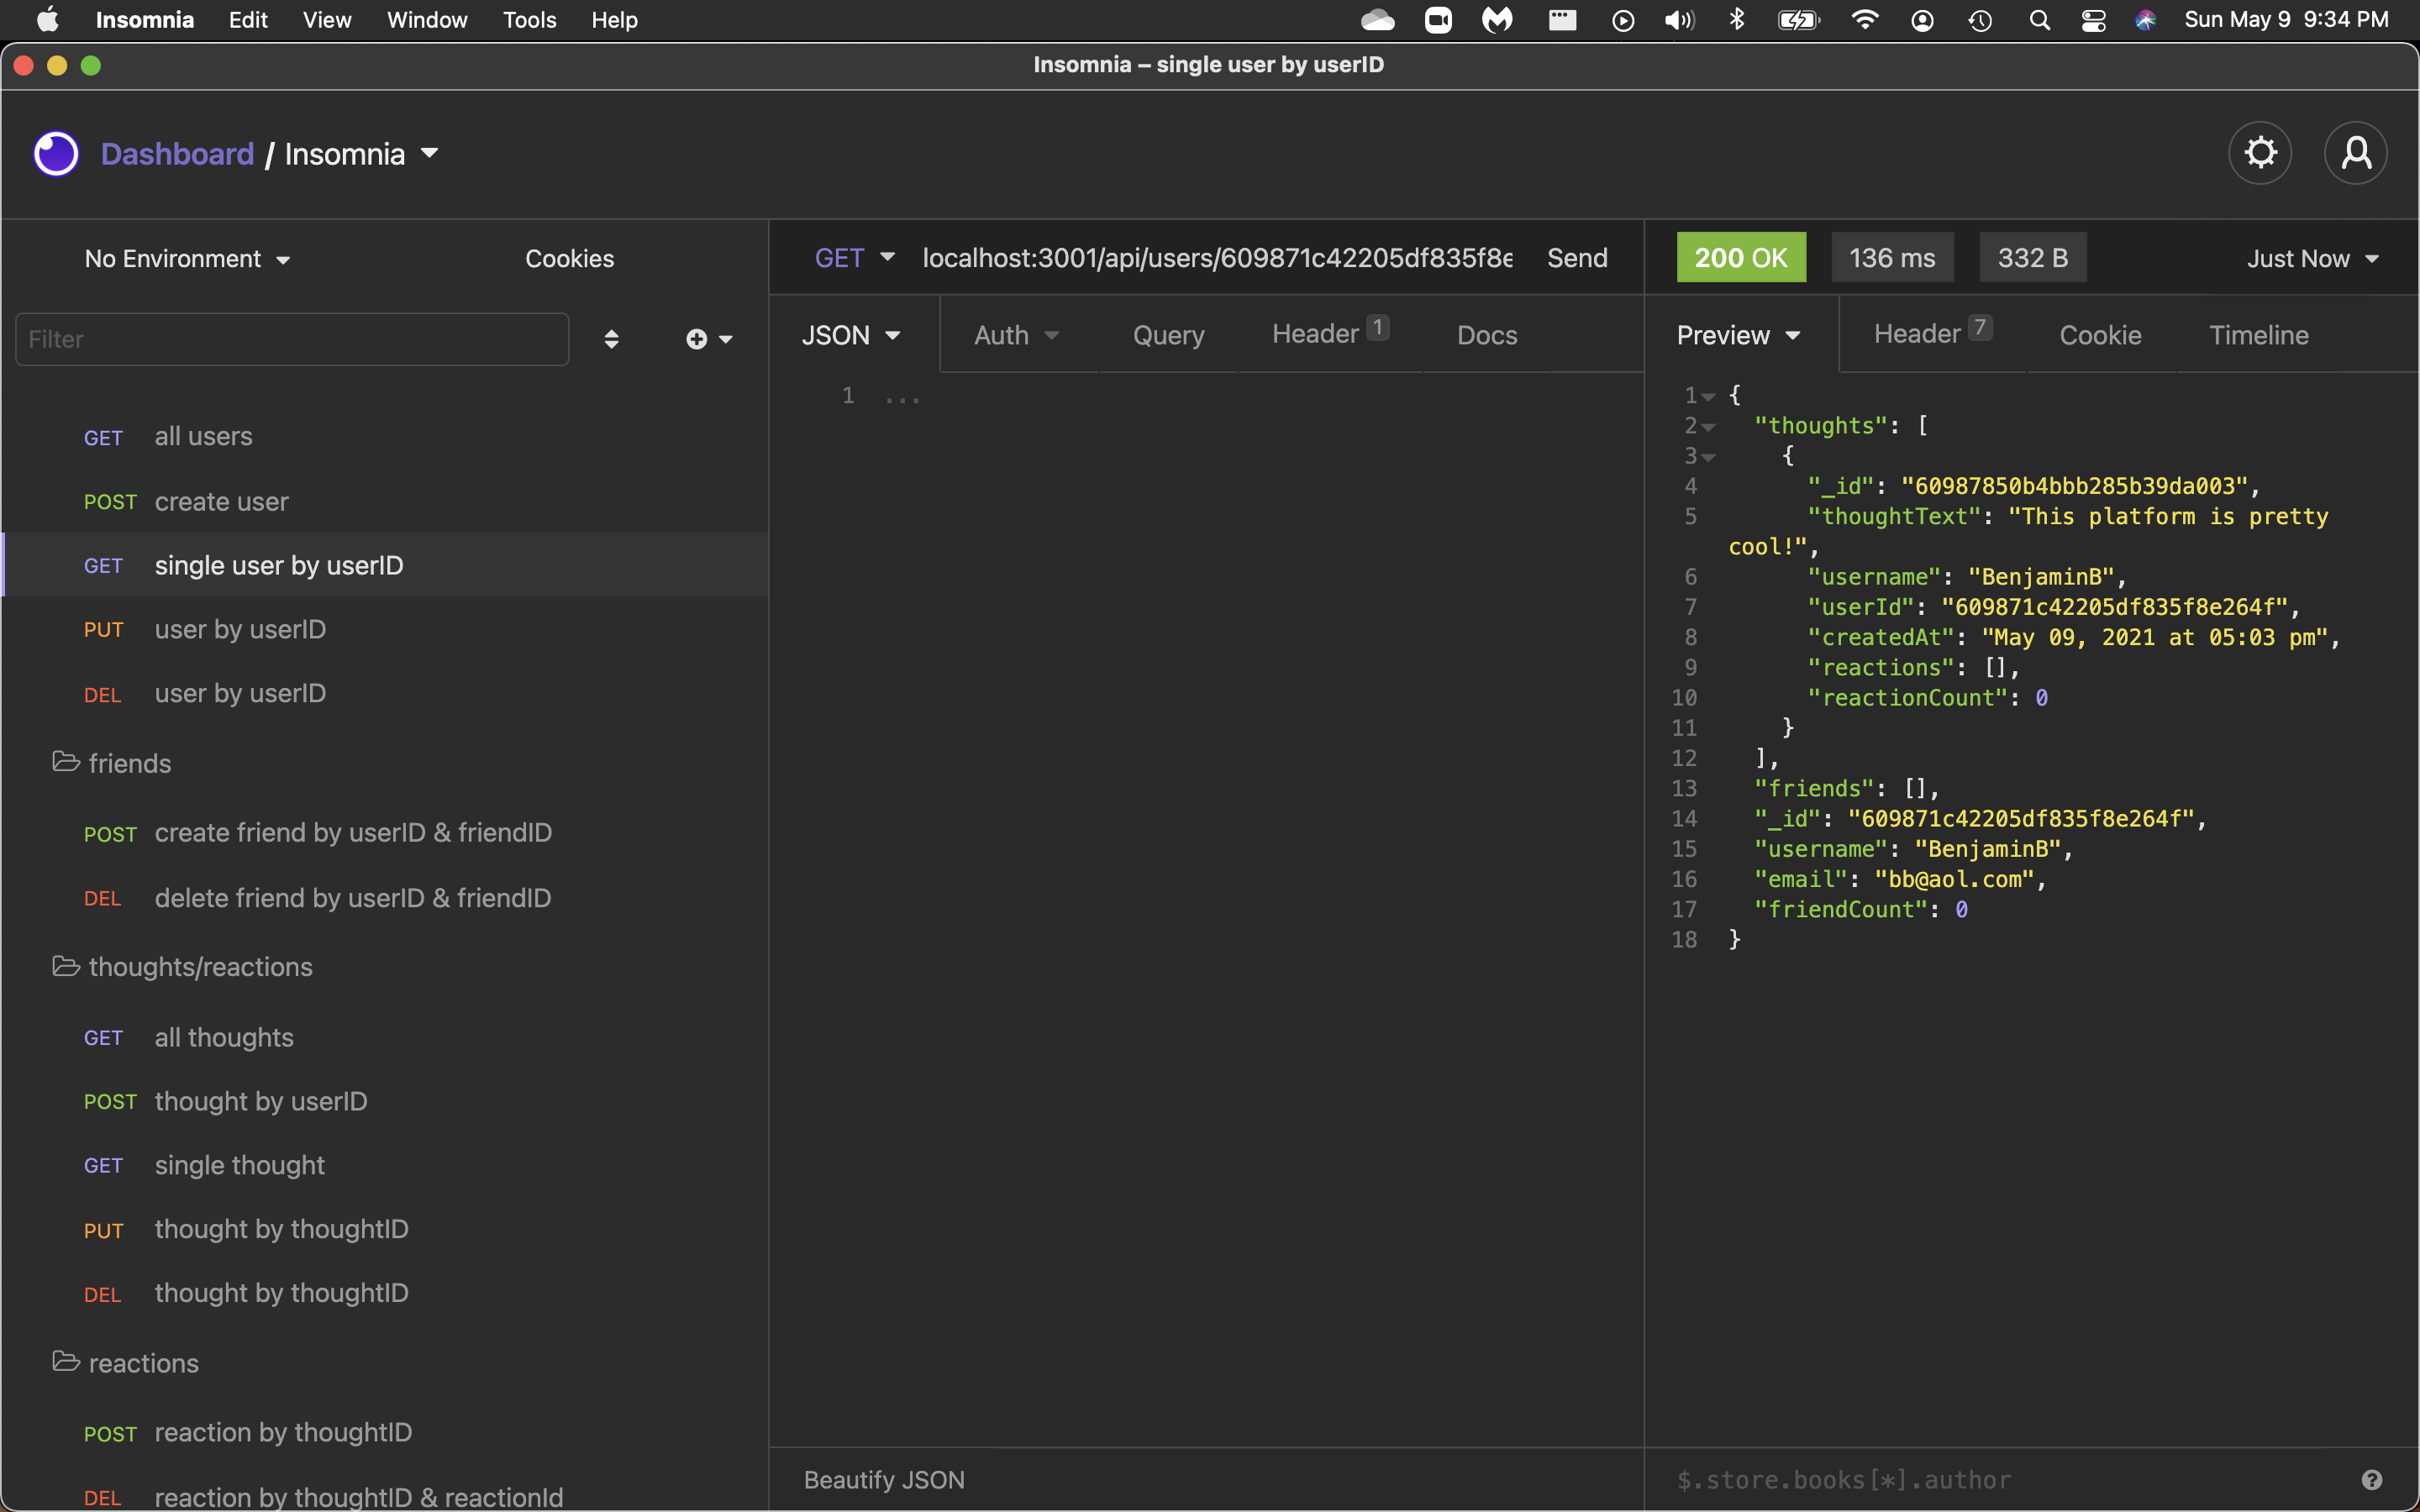 Insomnia Edit View Window Tools Help Sun May 9 9:34 PM
Insomnia – single user by userID
Dashboard / Insomnia
No Environment Cookies
GET localhost:3001/api/users/609871c42205df835f8e Send
200 OK 136 ms 332 B Just Now
Filter
JSON Auth Query Header 1 Docs
Preview Header 7 Cookie Timeline
GET all users
POST create user
GET single user by userID
PUT user by userID
DEL user by userID
friends
POST create friend by userID & friendID
DEL delete friend by userID & friendID
thoughts/reactions
GET all thoughts
POST thought by userID
GET single thought
PUT thought by thoughtID
DEL thought by thoughtID
reactions
POST reaction by thoughtID
DEL reaction by thoughtID & reactionId
1 ...
Beautify JSON
1 {
2 "thoughts": [
3 {
4 "_id": "60987850b4bbb285b39da003",
5 "thoughtText": "This platform is pretty
cool!",
6 "username": "BenjaminB",
7 "userId": "609871c42205df835f8e264f",
8 "createdAt": "May 09, 2021 at 05:03 pm",
9 "reactions": [],
10 "reactionCount": 0
11 }
12 ],
13 "friends": [],
14 "_id": "609871c42205df835f8e264f",
15 "username": "BenjaminB",
16 "email": "bb@aol.com",
17 "friendCount": 0
18 }
$.store.books[*].author